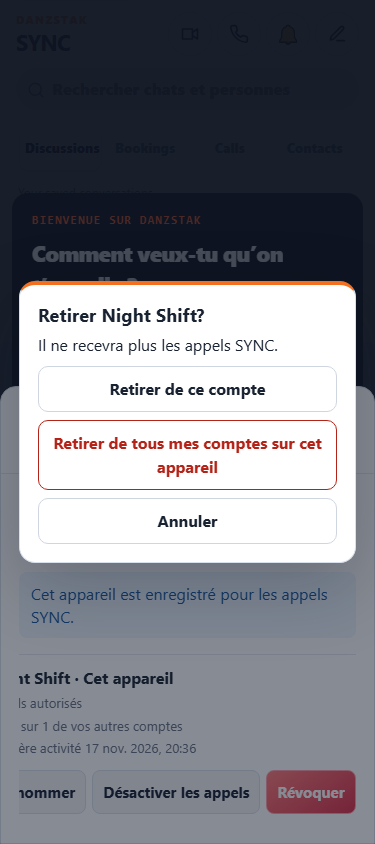 DANZSTAK
SYNC
Rechercher chats et personnes
Discussions Bookings Calls Contacts
BIENVENUE SUR DANZSTAK
Comment veux-tu qu’on
Retirer Night Shift?
Il ne recevra plus les appels SYNC.
Retirer de ce compte
Retirer de tous mes comptes sur cet
appareil
Annuler
Cet appareil est enregistré pour les appels
SYNC.
nt Shift · Cet appareil
ls autorisés
sur 1 de vos autres comptes
ère activité 17 nov. 2026, 20:36
nommer Désactiver les appels Révoquer